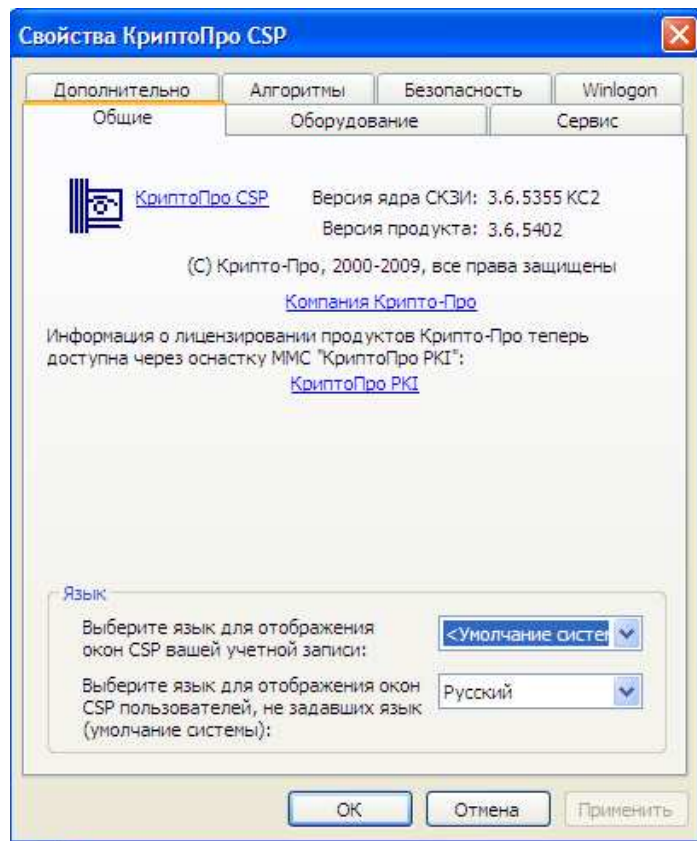 Свойства КриптоПро CSP
Дополнительно Алгоритмы Безопасность Winlogon
Общие Оборудование Сервис
КриптоПро CSP Версия ядра СКЗИ: 3.6.5355 КС2
Версия продукта: 3.6.5402
(C) Крипто-Про, 2000-2009, все права защищены
Компания Крипто-Про
Информация о лицензировании продуктов Крипто-Про теперь
доступна через оснастку MMC "КриптоПро PKI":
КриптоПро PKI
Язык
Выберите язык для отображения
окон CSP вашей учетной записи:
<Умолчание систем
Выберите язык для отображения окон
CSP пользователей, не задавших язык
(умолчание системы):
Русский
ОК Отмена Применить